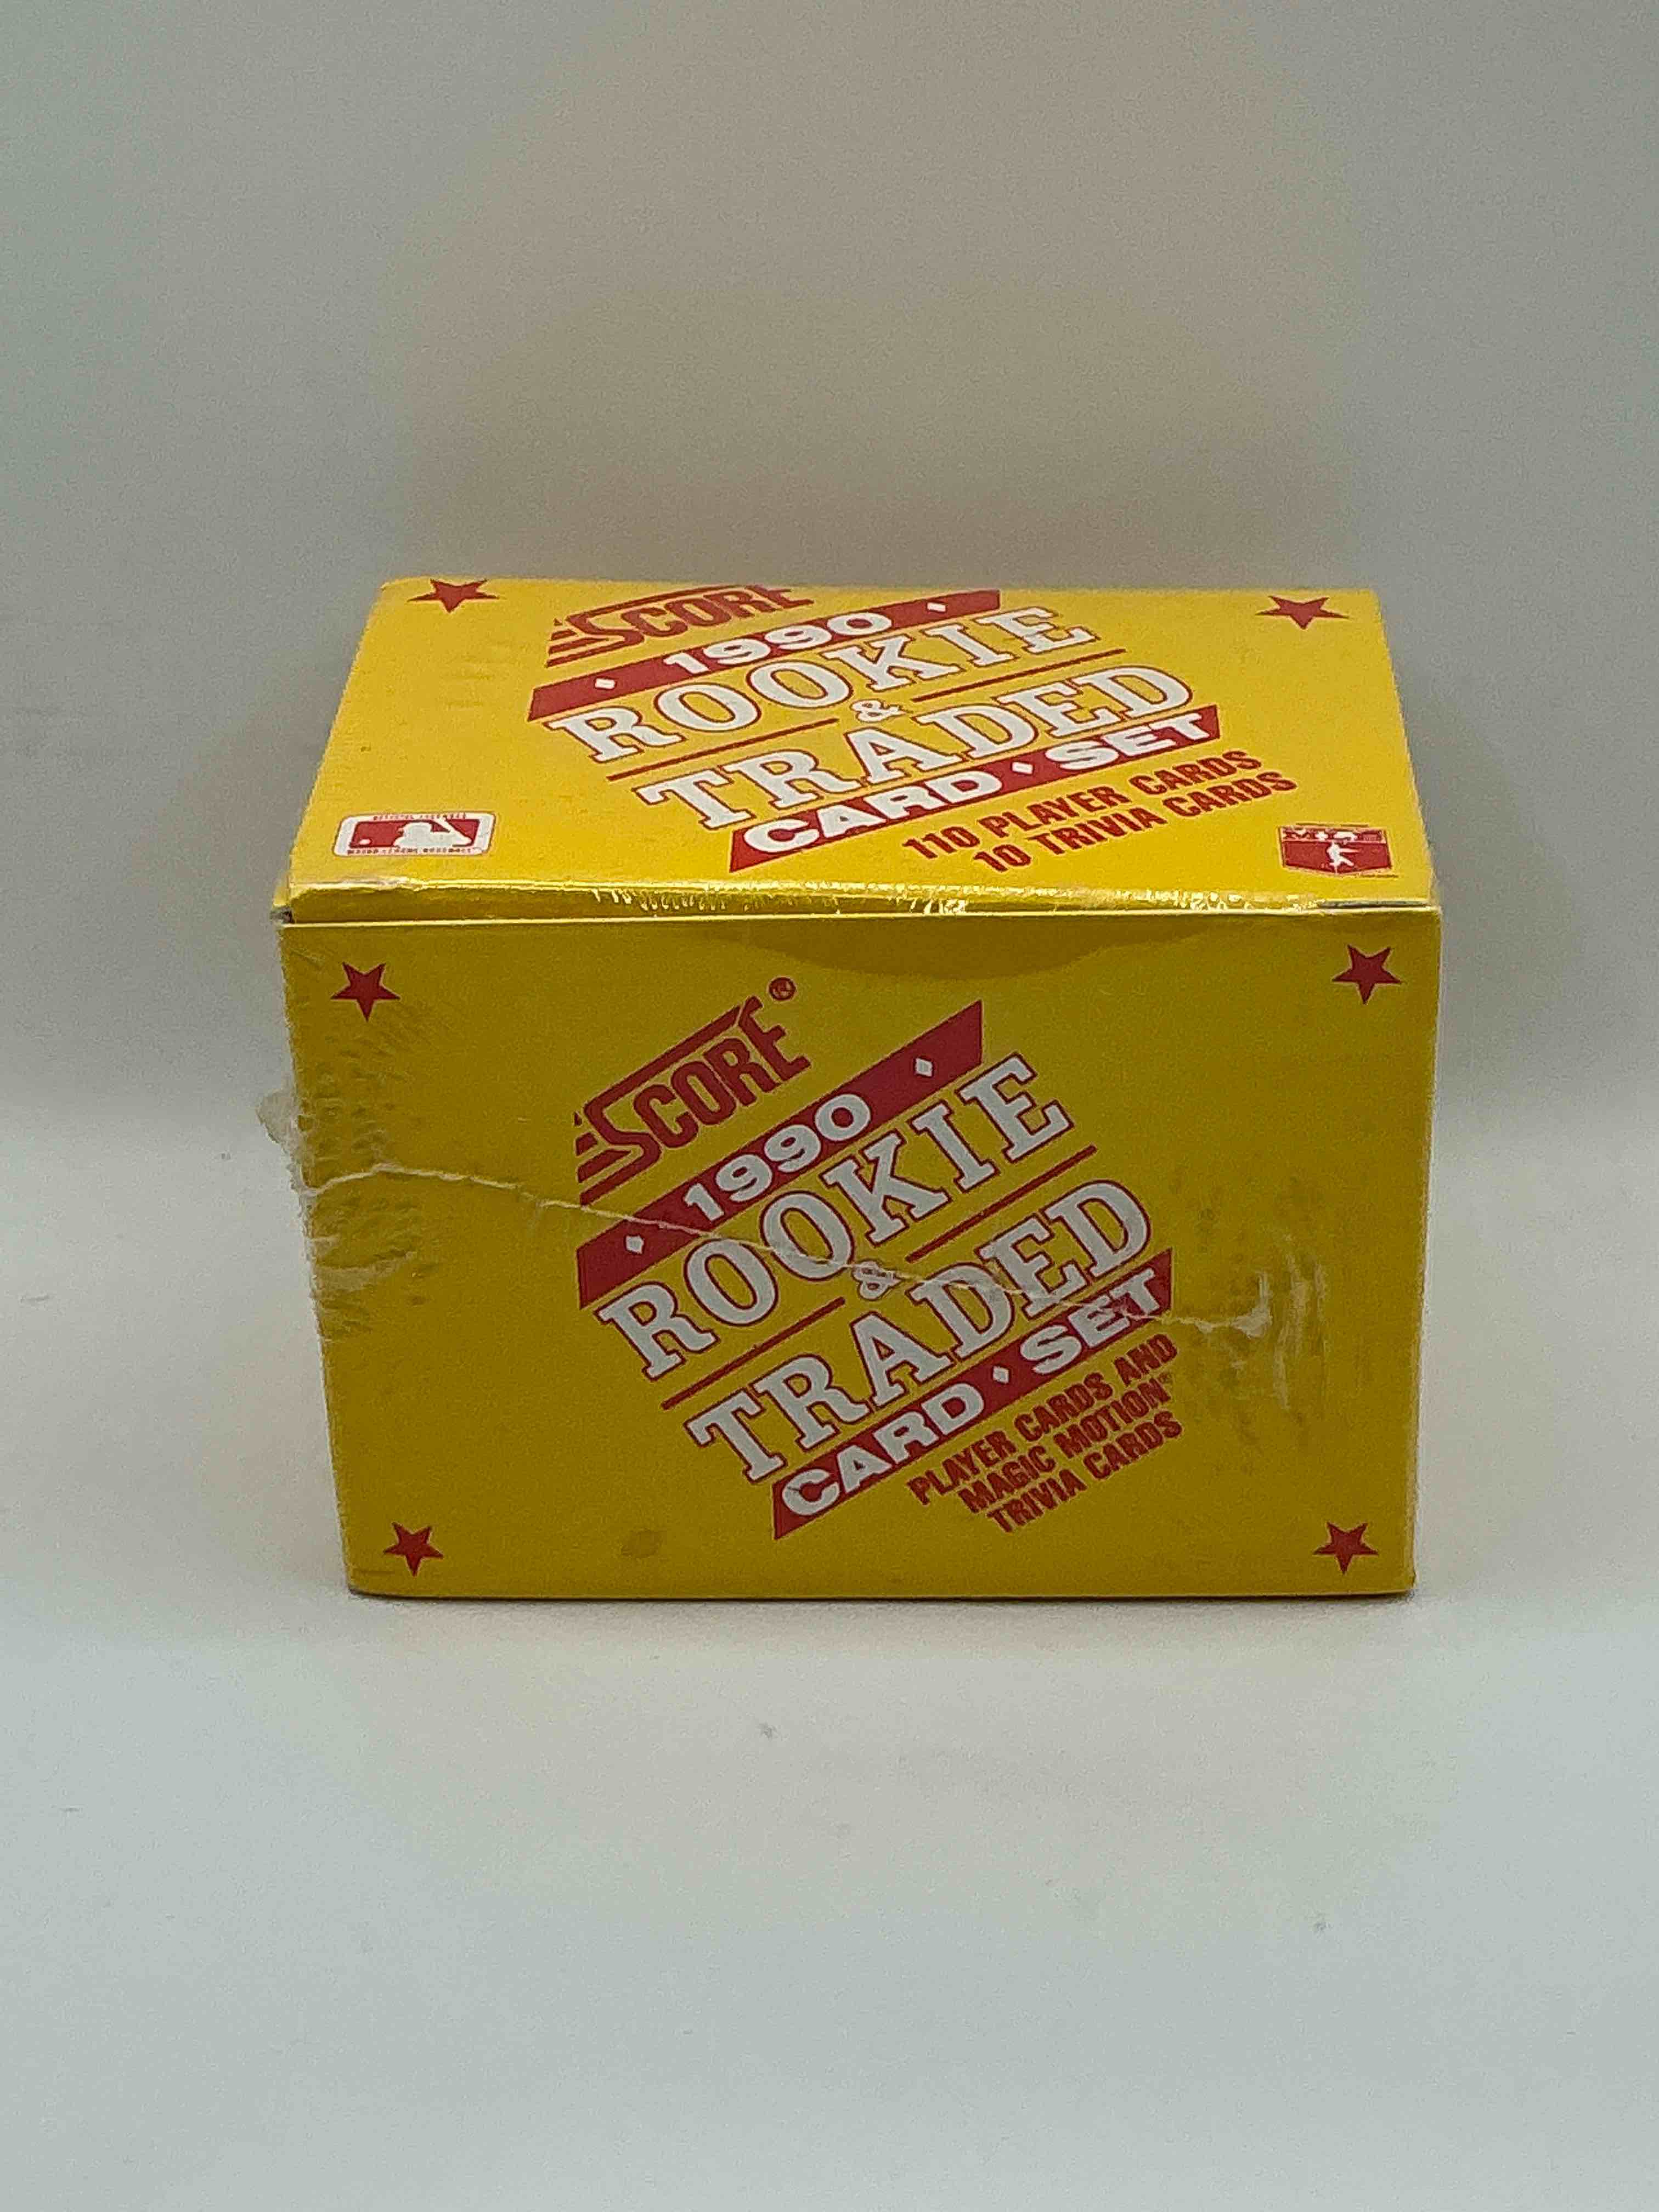 SCORE
1990
ROOKIE
&
TRADED
CARD • SET
110 PLAYER CARDS
10 TRIVIA CARDS
SCORE®
1990
ROOKIE
&
TRADED
CARD • SET
PLAYER CARDS AND
MAGIC MOTION®
TRIVIA CARDS